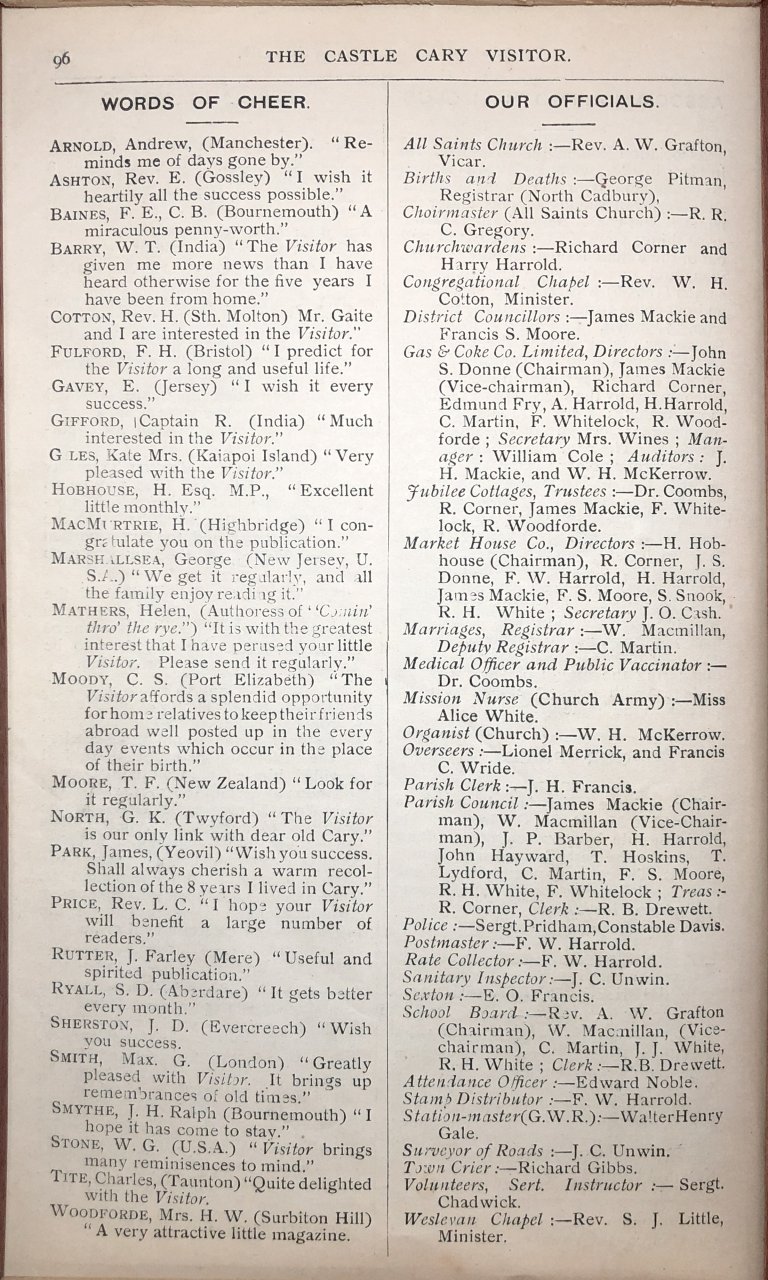 96
THE CASTLE CARY VISITOR.
WORDS OF CHEER.
ARNOLD, Andrew, (Manchester). "Re-
minds me of days gone by."
ASHTON, Rev. E. (Gossley) "I wish it
heartily all the success possible."
BAINES, F. E., C. B. (Bournemouth) "A
miraculous penny-worth."
BARRY, W. T. (India) "The Visitor has
given me more news than I have
heard otherwise for the five years I
have been from home."
COTTON, Rev. H. (Sth. Molton) Mr. Gaite
and I are interested in the Visitor."
FULFORD, F. H. (Bristol) "I predict for
the Visitor a long and useful life."
GAVEY, E. (Jersey) "I wish it every
success."
GIFFORD, Captain R. (India) "Much
interested in the Visitor."
G LES, Kate Mrs. (Kaiapoi Island) "Very
pleased with the Visitor."
HOBHOUSE, H. Esq. M.P., "Excellent
little monthly."
MACMURTRIE, H. (Highbridge) "I con-
gratulate you on the publication."
MARSHALLSEA, George (New Jersey, U.
S.A.) "We get it regularly, and all
the family enjoy reading it."
MATHERS, Helen, (Authoress of "Comin'
thro' the rye.") "It is with the greatest
interest that I have perused your little
Visitor. Please send it regularly."
MOODY, C. S. (Port Elizabeth) "The
Visitor affords a splendid opportunity
for home relatives to keep their friends
abroad well posted up in the every
day events which occur in the place
of their birth."
MOORE, T. F. (New Zealand) "Look for
it regularly."
NORTH, G. K. (Twyford) "The Visitor
is our only link with dear old Cary."
PARK, James, (Yeovil) "Wish you success.
Shall always cherish a warm recol-
lection of the 8 years I lived in Cary."
PRICE, Rev. L. C. "I hope your Visitor
will benefit a large number of
readers."
RUTTER, J. Farley (Mere) "Useful and
spirited publication."
RYALL, S. D. (Aberdare) "It gets better
every month."
SHERSTON, J. D. (Evercreech) "Wish
you success.
SMITH, Max. G. (London) "Greatly
pleased with Visitor. It brings up
remembrances of old times."
SMYTHE, J. H. Ralph (Bournemouth) "I
hope it has come to stay."
STONE, W. G. (U.S.A.) "Visitor brings
many reminisences to mind."
TITE, Charles, (Taunton) "Quite delighted
with the Visitor.
WOODFORDE, Mrs. H. W. (Surbiton Hill)
"A very attractive little magazine.
OUR OFFICIALS.
All Saints Church :—Rev. A. W. Grafton,
Vicar.
Births and Deaths :—George Pitman,
Registrar (North Cadbury),
Choirmaster (All Saints Church) :—R. R.
C. Gregory.
Churchwardens :—Richard Corner and
Harry Harrold.
Congregational Chapel :—Rev. W. H.
Cotton, Minister.
District Councillors :—James Mackie and
Francis S. Moore.
Gas & Coke Co. Limited, Directors :—John
S. Donne (Chairman), James Mackie
(Vice-chairman), Richard Corner,
Edmund Fry, A. Harrold, H. Harrold,
C. Martin, F. Whitelock, R. Wood-
forde ; Secretary Mrs. Wines ; Man-
ager : William Cole ; Auditors : J.
H. Mackie, and W. H. McKerrow.
Jubilee Cottages, Trustees :—Dr. Coombs,
R. Corner, James Mackie, F. White-
lock, R. Woodforde.
Market House Co., Directors :—H. Hob-
house (Chairman), R. Corner, J. S.
Donne, F. W. Harrold, H. Harrold,
James Mackie, F. S. Moore, S. Snook,
R. H. White ; Secretary J. O. Cash.
Marriages, Registrar :—W. Macmillan,
Deputy Registrar :—C. Martin.
Medical Officer and Public Vaccinator :—
Dr. Coombs.
Mission Nurse (Church Army) :—Miss
Alice White.
Organist (Church) :—W. H. McKerrow.
Overseers :—Lionel Merrick, and Francis
C. Wride.
Parish Clerk :—J. H. Francis.
Parish Council :—James Mackie (Chair-
man), W. Macmillan (Vice-Chair-
man), J. P. Barber, H. Harrold,
John Hayward, T. Hoskins, T.
Lydford, C. Martin, F. S. Moore,
R. H. White, F. Whitelock ; Treas :-
R. Corner, Clerk :—R. B. Drewett.
Police :—Sergt. Pridham, Constable Davis.
Postmaster :—F. W. Harrold.
Rate Collector :—F. W. Harrold.
Sanitary Inspector :—J. C. Unwin.
Sexton :—E. O. Francis.
School Board :—Rev. A. W. Grafton
(Chairman), W. Macmillan, (Vice-
chairman), C. Martin, J. J. White,
R. H. White ; Clerk :—R.B. Drewett.
Attendance Officer :—Edward Noble.
Stamp Distributor :—F. W. Harrold.
Station-master (G.W.R.) :—Walter Henry
Gale.
Surveyor of Roads :—J. C. Unwin.
Town Crier :—Richard Gibbs.
Volunteers, Sert. Instructor :— Sergt.
Chadwick.
Wesleyan Chapel :—Rev. S. J. Little,
Minister.